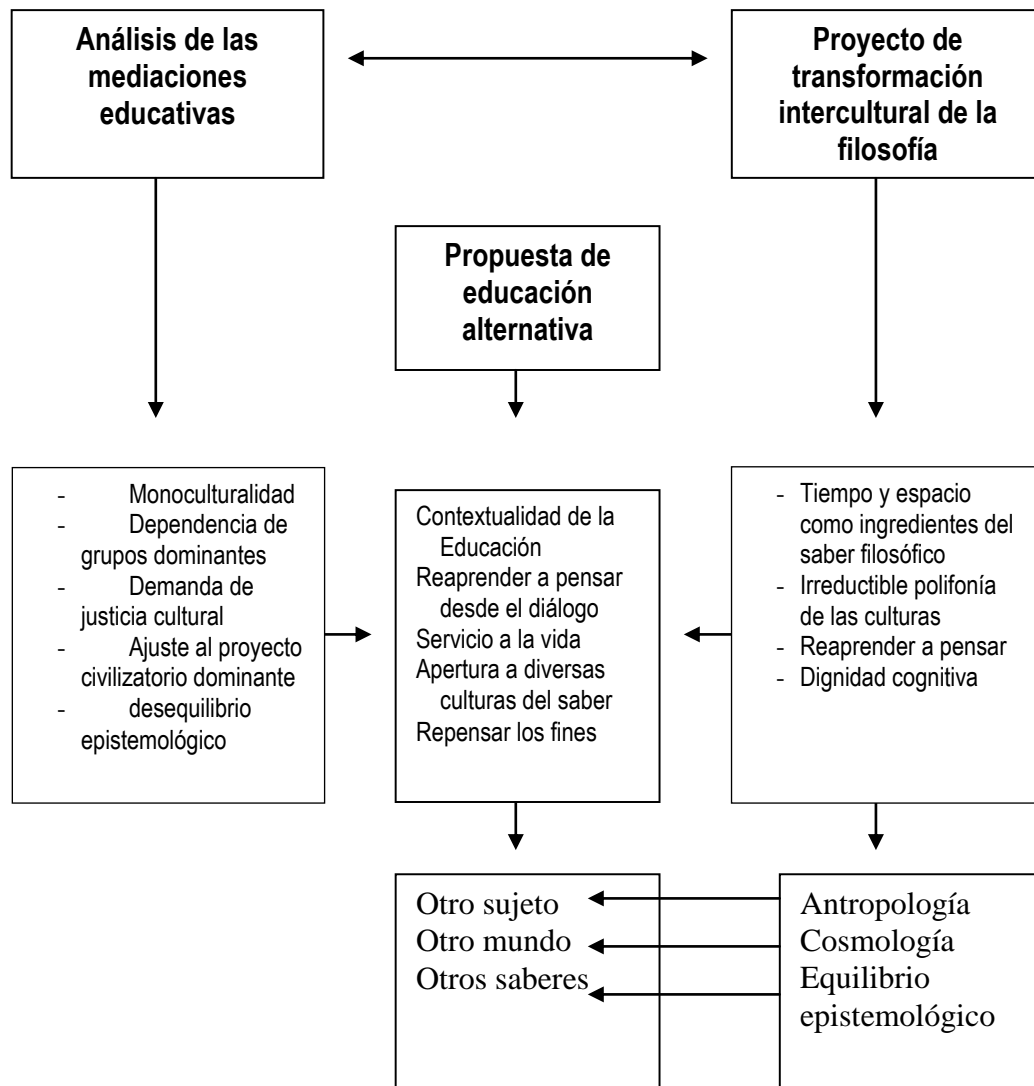 Análisis de las
mediaciones
educativas
Proyecto de
transformación
intercultural de la
filosofía
Propuesta de
educación
alternativa
- Monoculturalidad
- Dependencia de
grupos dominantes
- Demanda de
justicia cultural
- Ajuste al proyecto
civilizatorio dominante
- desequilibrio
epistemológico
Contextualidad de la
Educación
Reaprender a pensar
desde el diálogo
Servicio a la vida
Apertura a diversas
culturas del saber
Repensar los fines
- Tiempo y espacio
como ingredientes del
saber filosófico
- Irreductible polifonía
de las culturas
- Reaprender a pensar
- Dignidad cognitiva
Otro sujeto
Otro mundo
Otros saberes
Antropología
Cosmología
Equilibrio
epistemológico